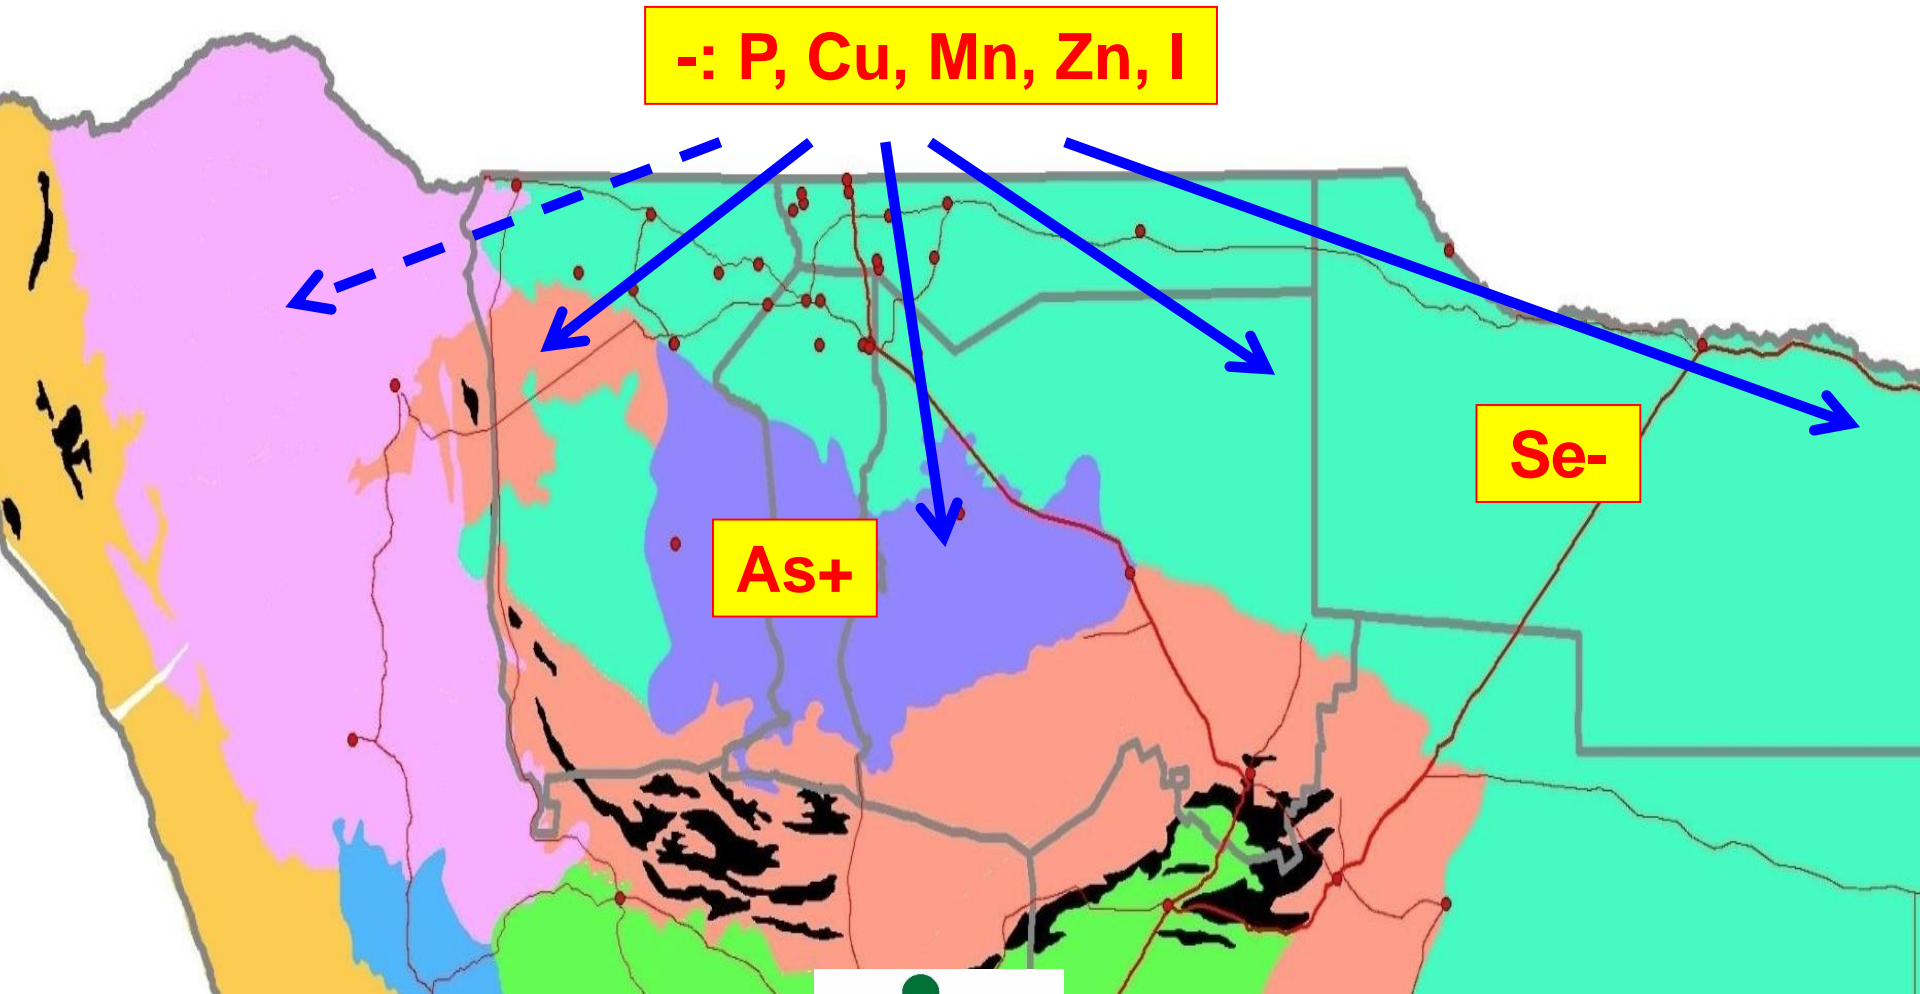 -: P, Cu, Mn, Zn, I
Se-
As+